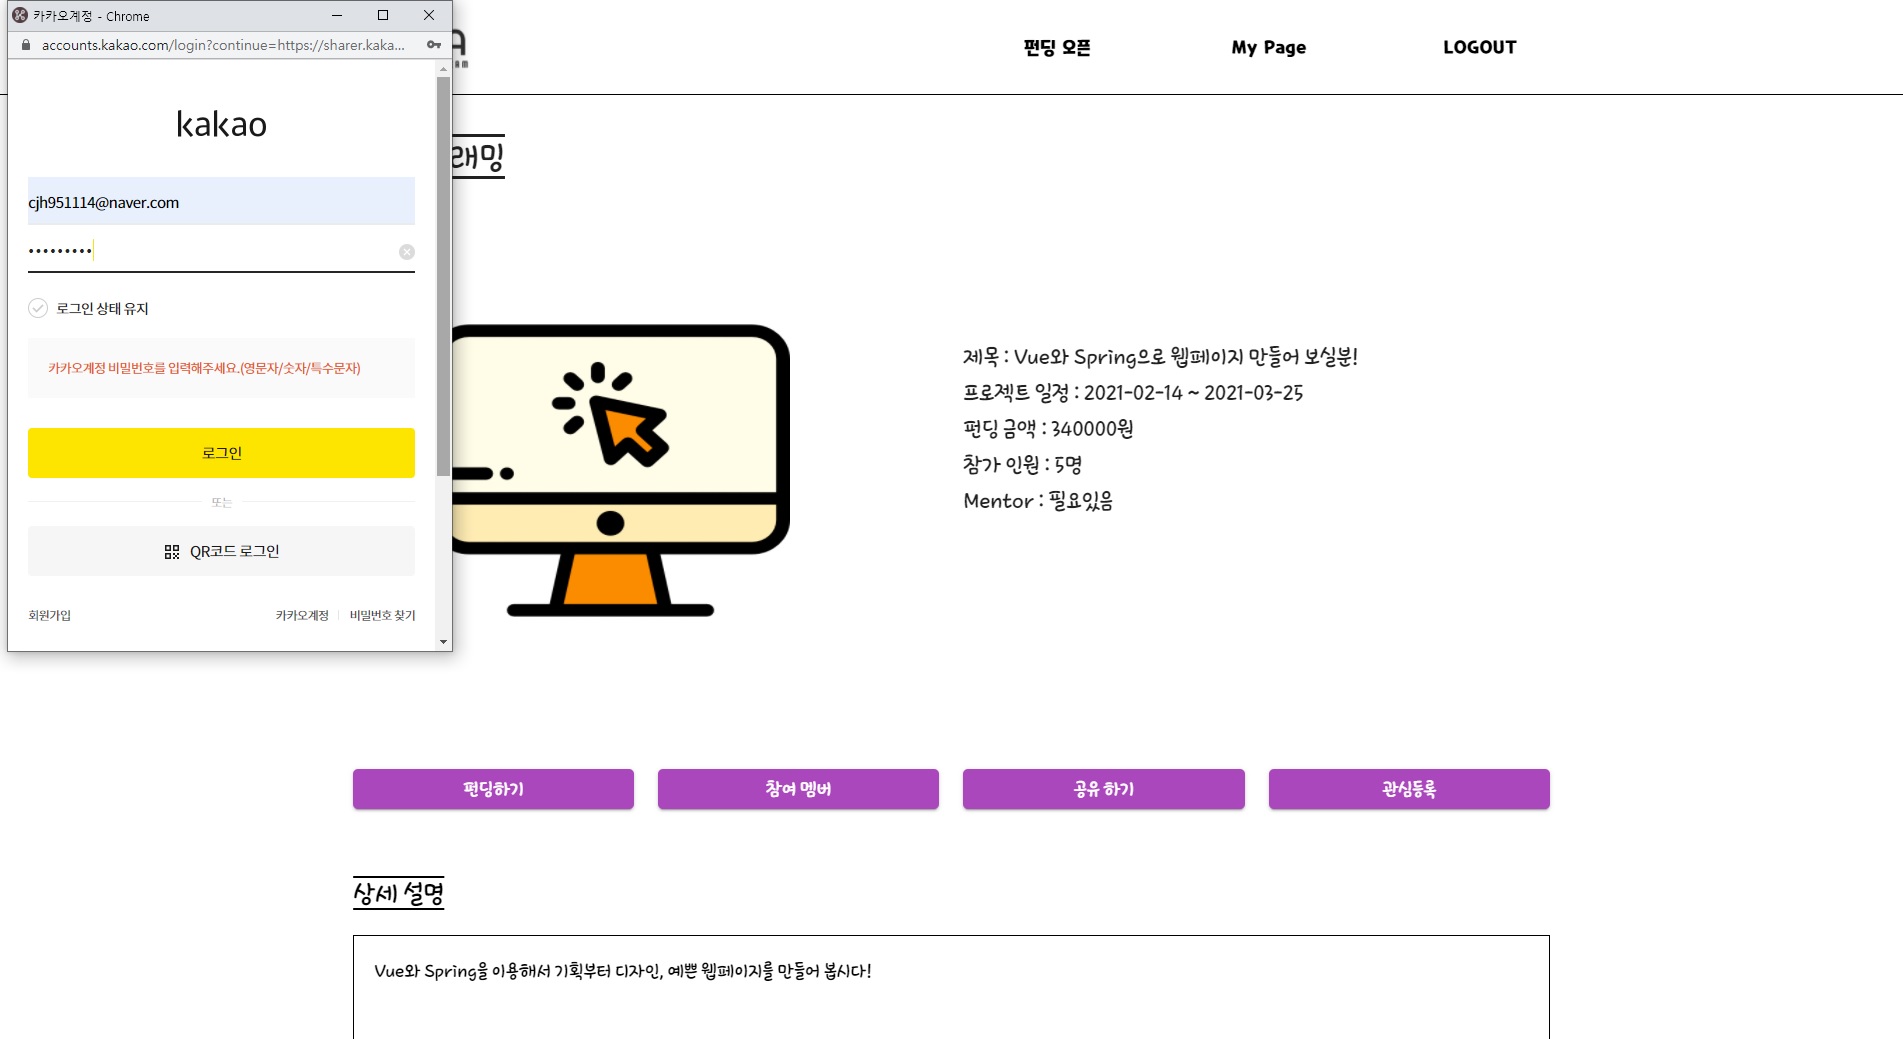 카카오계정 - Chrome
accounts.kakao.com/login?continue=https://sharer.kaka...
kakao
cjh951114@naver.com
로그인 상태 유지
카카오계정 비밀번호를 입력해주세요.(영문자/숫자/특수문자)
로그인
또는
QR코드 로그인
회원가입
카카오계정
비밀번호 찾기
펀딩 오픈
My Page
LOGOUT
래밍
제목 : Vue와 Spring으로 웹페이지 만들어 보실분!
프로젝트 일정 : 2021-02-14 ~ 2021-03-25
펀딩 금액 : 340000원
참가 인원 : 5명
Mentor : 필요있음
펀딩하기
참여 멤버
공유 하기
관심등록
상세 설명
Vue와 Spring을 이용해서 기획부터 디자인, 예쁜 웹페이지를 만들어 봅시다!